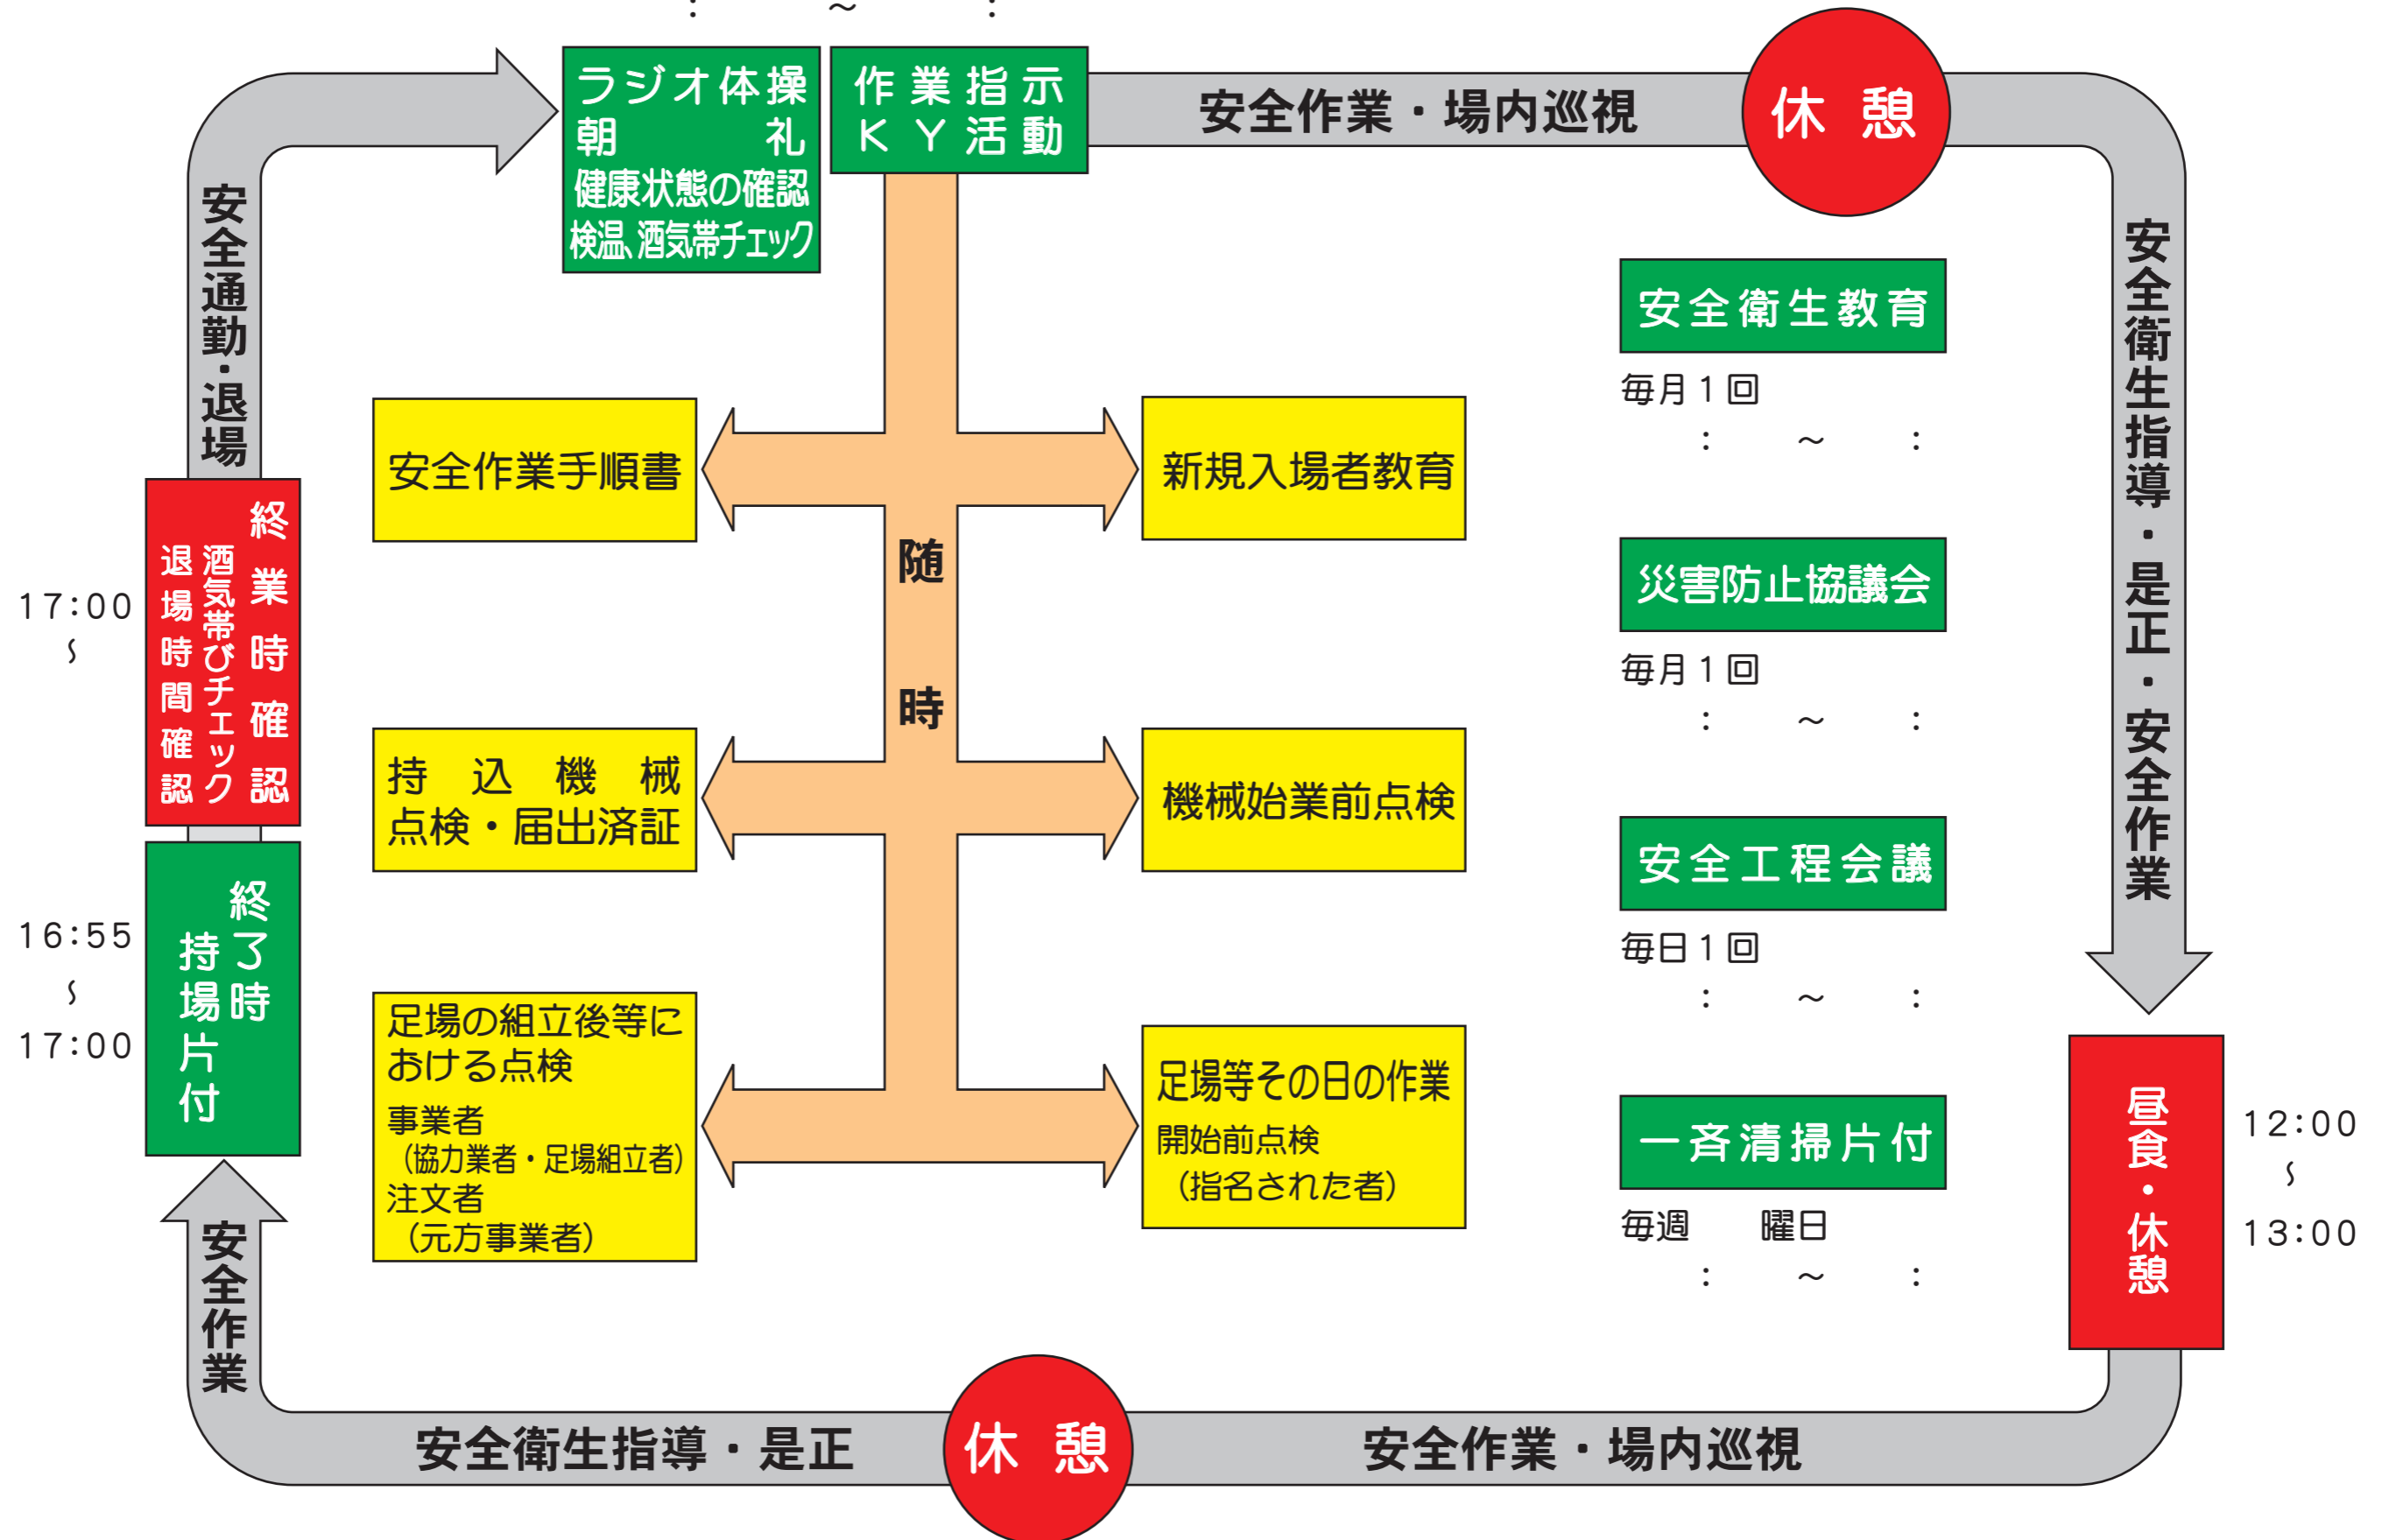 : ～ :
ラジオ体操
朝礼
健康状態の確認
検温、酒気帯チェック
作業指示
ＫＹ活動
安全作業・場内巡視
休憩
安全衛生指導・是正・安全作業
昼食・休憩
12:00
～
13:00
安全作業・場内巡視
休憩
安全衛生指導・是正
安全作業
終了時
持場片付
16:55
～
17:00
終業時確認
酒気帯びチェック
退場時間確認
17:00
～
安全通勤・退場
随時
安全作業手順書
新規入場者教育
持込機械
点検・届出済証
機械始業前点検
足場の組立後等に
おける点検
事業者
（協力業者・足場組立者）
注文者
（元方事業者）
足場等その日の作業
開始前点検
（指名された者）
安全衛生教育
毎月１回
: ～ :
災害防止協議会
毎月１回
: ～ :
安全工程会議
毎日１回
: ～ :
一斉清掃片付
毎週 曜日
: ～ :